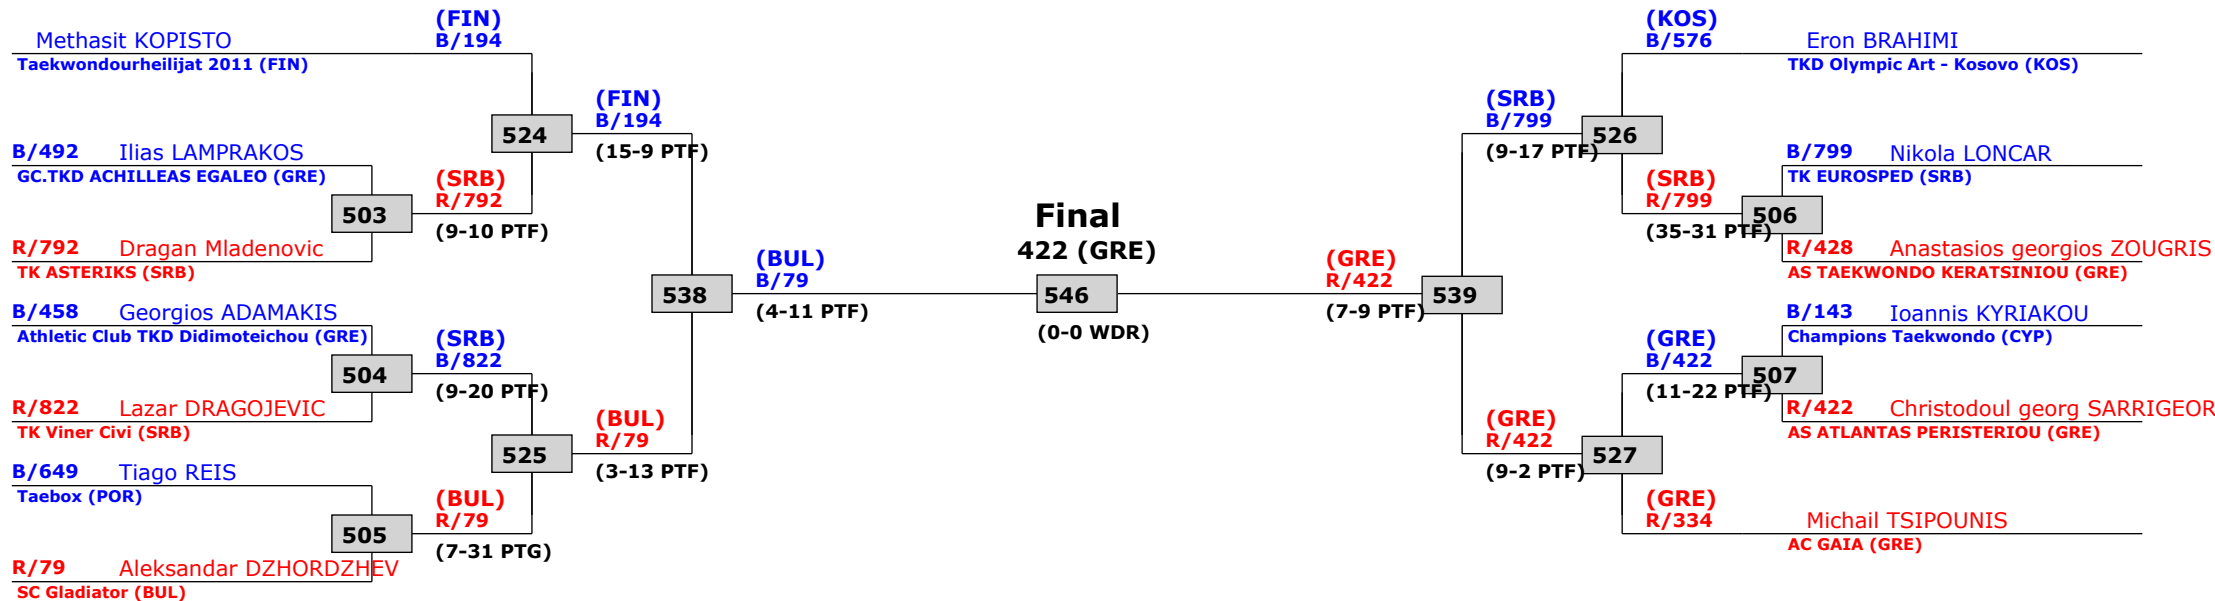 (FIN)
B/194
Methasit KOPISTO
Taekwondourheilijat 2011 (FIN)
B/492 Ilias LAMPRAKOS
GC.TKD ACHILLEAS EGALEO (GRE)
503
R/792 Dragan Mladenovic
TK ASTERIKS (SRB)
(SRB)
R/792
(9-10 PTF)
524
(FIN)
B/194
(15-9 PTF)
B/458 Georgios ADAMAKIS
Athletic Club TKD Didimoteichou (GRE)
504
R/822 Lazar DRAGOJEVIC
TK Viner Civi (SRB)
(SRB)
B/822
(9-20 PTF)
B/649 Tiago REIS
Taebox (POR)
505
R/79 Aleksandar DZHORDZHEV
SC Gladiator (BUL)
(BUL)
R/79
(7-31 PTG)
525
(BUL)
R/79
(3-13 PTF)
538
(BUL)
B/79
(4-11 PTF)
Final
422 (GRE)
546
(0-0 WDR)
(GRE)
R/422
(7-9 PTF)
539
(SRB)
B/799
(9-17 PTF)
526
(KOS)
B/576
Eron BRAHIMI
TKD Olympic Art - Kosovo (KOS)
(SRB)
R/799
(35-31 PTF)
506
B/799 Nikola LONCAR
TK EUROSPED (SRB)
R/428 Anastasios georgios ZOUGRIS
AS TAEKWONDO KERATSINIOU (GRE)
(GRE)
R/422
(9-2 PTF)
527
(GRE)
B/422
(11-22 PTF)
507
B/143 Ioannis KYRIAKOU
Champions Taekwondo (CYP)
R/422 Christodoul georg SARRIGEOR
AS ATLANTAS PERISTERIOU (GRE)
(GRE)
R/334
Michail TSIPOUNIS
AC GAIA (GRE)